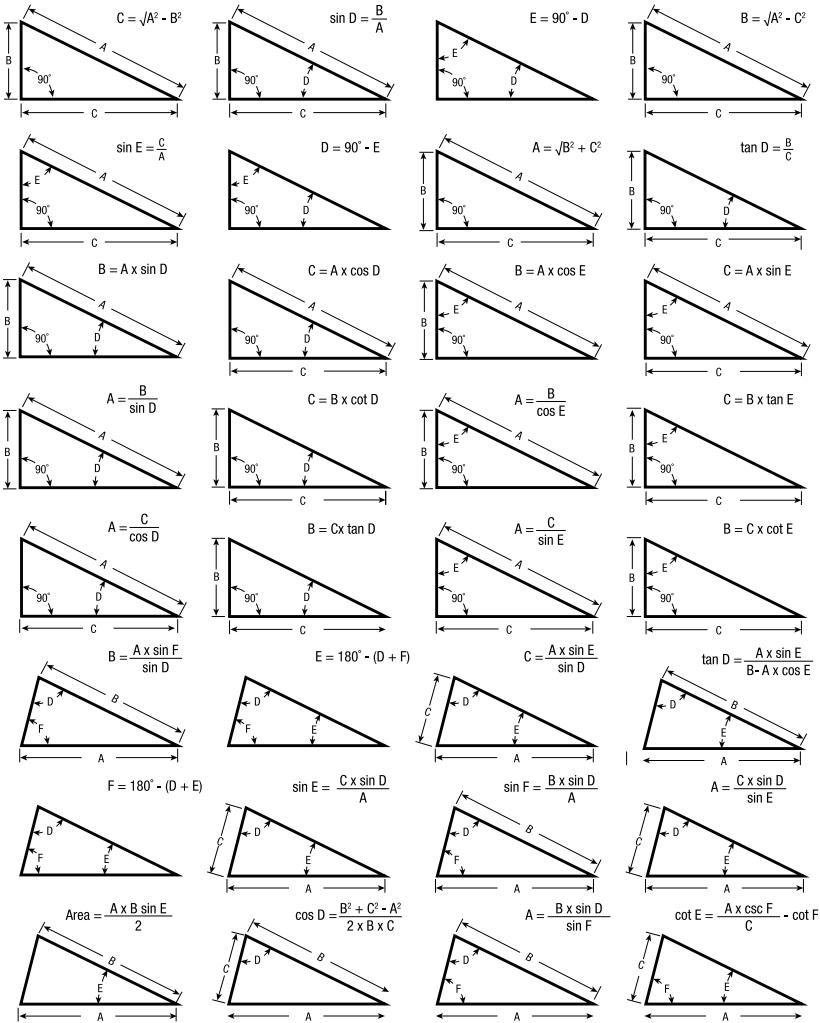 C = √A² - B²
sin D = B/A
E = 90° - D
B = √A² - C²
B A 90° C
B A 90° D C
E 90° D
B A 90° C
sin E = C/A
D = 90° - E
A = √B² + C²
tan D = B/C
E A 90° C
E 90° D
B A 90° C
B 90° D C
B = A x sin D
C = A x cos D
B = A x cos E
C = A x sin E
B A 90° D
A 90° D C
B E A 90°
E A 90° C
A = B/sin D
C = B x cot D
A = B/cos E
C = B x tan E
B A 90° D
B 90° D C
B E A 90°
B E 90° C
A = C/cos D
B = Cx tan D
A = C/sin E
B = C x cot E
A 90° D C
B 90° D C
E A 90° C
B E 90° C
B = A x sin F/sin D
E = 180° - (D + F)
C = A x sin E/sin D
tan D = A x sin E/B- A x cos E
D B F A
D F E
C D E A
D B E A
F = 180° - (D + E)
sin E = C x sin D/A
sin F = B x sin D/A
A = C x sin D/sin E
D F E
C D E A
D B F A
C D E A
Area = A x B sin E/2
cos D = B² + C² - A²/2 x B x C
A = B x sin D/sin F
cot E = A x csc F/C - cot F
B E A
C D B A
D B F A
C F E A